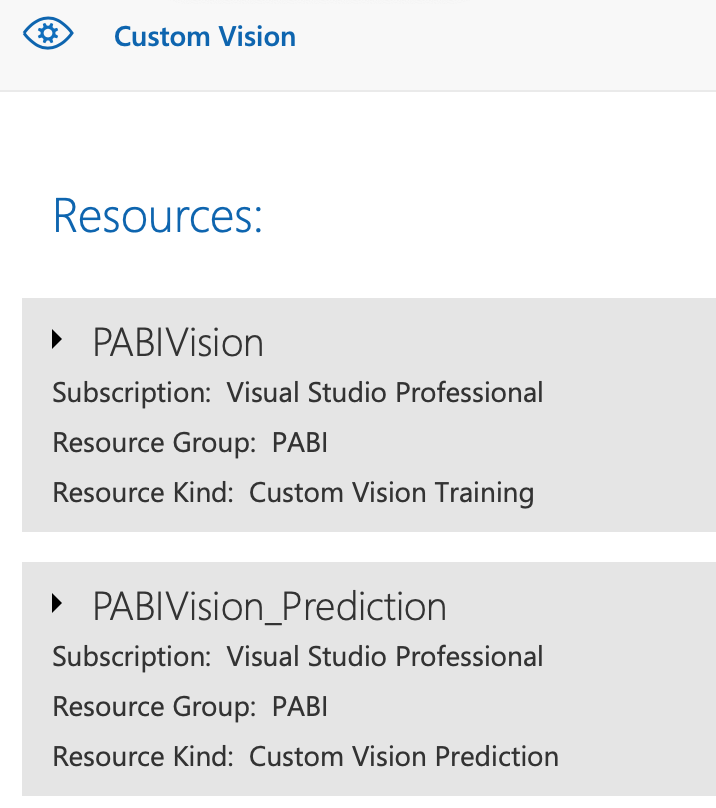 Custom Vision
Resources:
PABIVision
Subscription: Visual Studio Professional
Resource Group: PABI
Resource Kind: Custom Vision Training
PABIVision_Prediction
Subscription: Visual Studio Professional
Resource Group: PABI
Resource Kind: Custom Vision Prediction